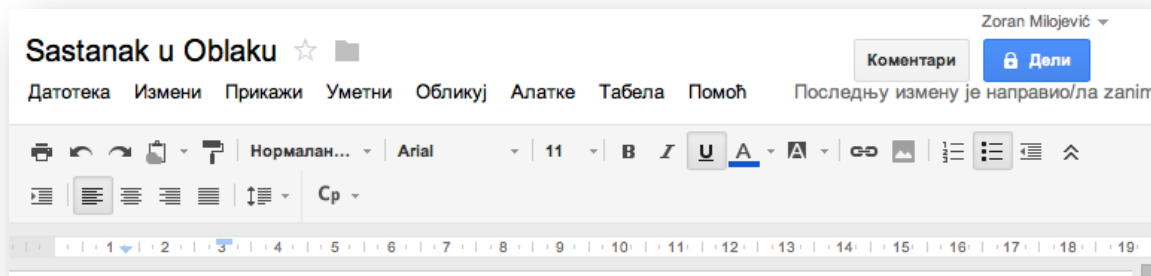 Zoran Milojević
Sastanak u Oblaku
Коментари Дели
Датотека Измени Прикажи Уметни Обликуј Алатке Табела Помоћ Последњу измену је направио/ла zanim
Нормалан... Arial 11 B I U A A
Ср
1 2 3 4 5 6 7 8 9 10 11 12 13 14 15 16 17 18 19